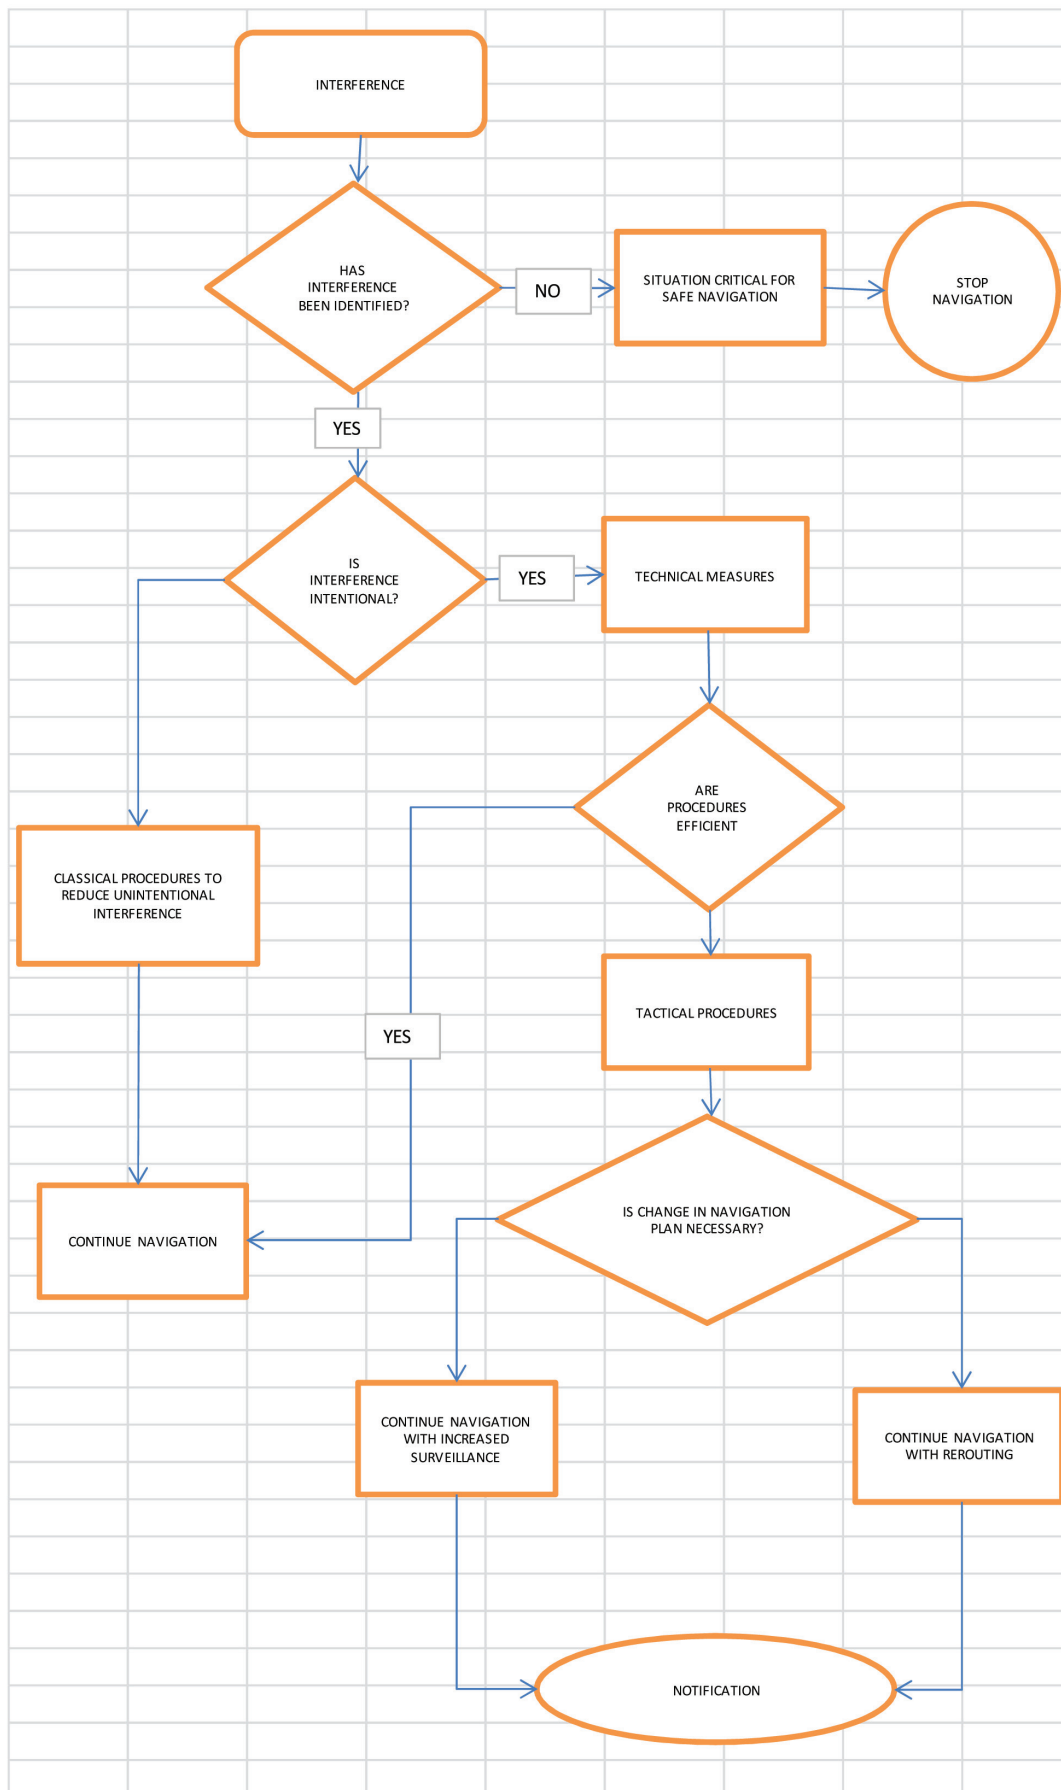 INTERFERENCE
HAS
INTERFERENCE
BEEN IDENTIFIED?
NO
SITUATION CRITICAL FOR
SAFE NAVIGATION
STOP
NAVIGATION
YES
IS
INTERFERENCE
INTENTIONAL?
YES
TECHNICAL MEASURES
ARE
PROCEDURES
EFFICIENT
CLASSICAL PROCEDURES TO
REDUCE UNINTENTIONAL
INTERFERENCE
TACTICAL PROCEDURES
YES
CONTINUE NAVIGATION
IS CHANGE IN NAVIGATION
PLAN NECESSARY?
CONTINUE NAVIGATION
WITH INCREASED
SURVEILLANCE
CONTINUE NAVIGATION
WITH REROUTING
NOTIFICATION